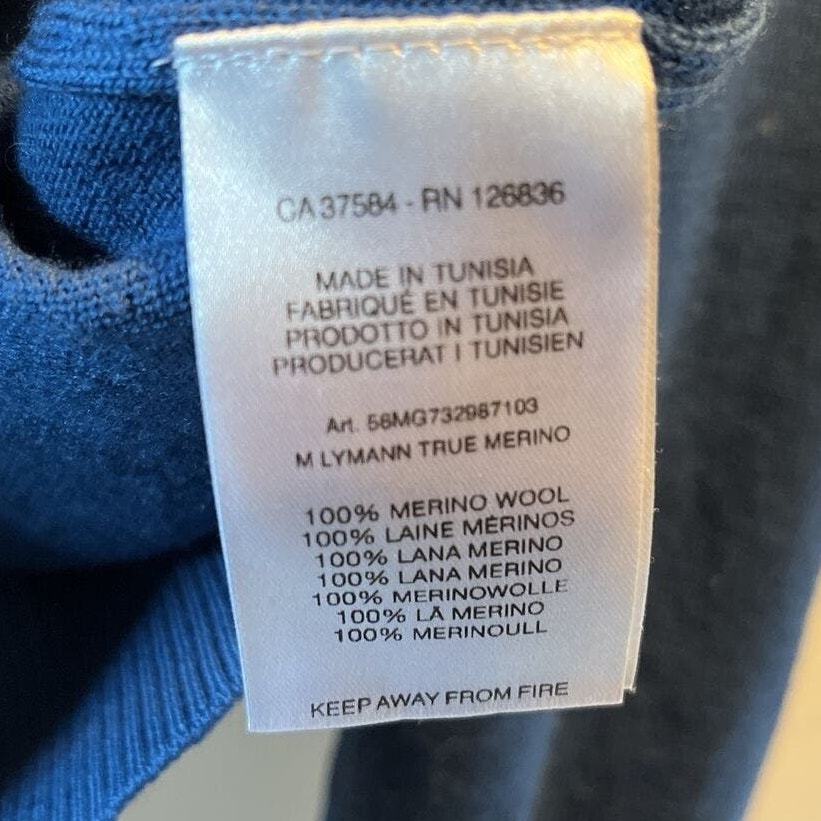 CA 37584 - RN 126836
MADE IN TUNISIA
FABRIQUÉ EN TUNISIE
PRODOTTO IN TUNISIA
PRODUCERAT I TUNISIEN
Art. 56MG732987103
M LYMANN TRUE MERINO
100% MERINO WOOL
100% LAINE MÉRINOS
100% LANA MERINO
100% LANA MERINO
100% MERINOWOLLE
100% LÃ MERINO
100% MERINOULL
KEEP AWAY FROM FIRE